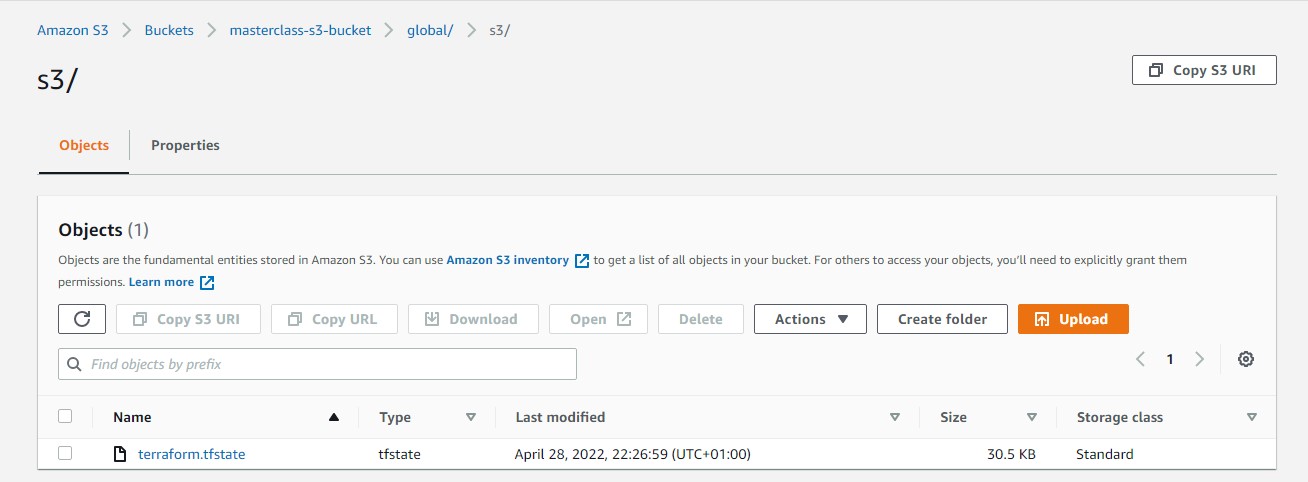 Amazon S3 > Buckets > masterclass-s3-bucket > global/ > s3/
s3/
Copy S3 URI
Objects
Properties
Objects (1)
Objects are the fundamental entities stored in Amazon S3. You can use Amazon S3 inventory to get a list of all objects in your bucket. For others to access your objects, you'll need to explicitly grant them
permissions. Learn more
Copy S3 URI
Copy URL
Download
Open
Delete
Actions
Create folder
Upload
Find objects by prefix
1
Name Type Last modified Size Storage class
terraform.tfstate tfstate April 28, 2022, 22:26:59 (UTC+01:00) 30.5 KB Standard